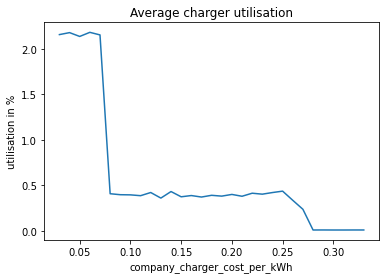 Average charger utilisation
2.0
1.5
1.0
0.5
0.0
utilisation in %
0.05 0.10 0.15 0.20 0.25 0.30
company_charger_cost_per_kWh